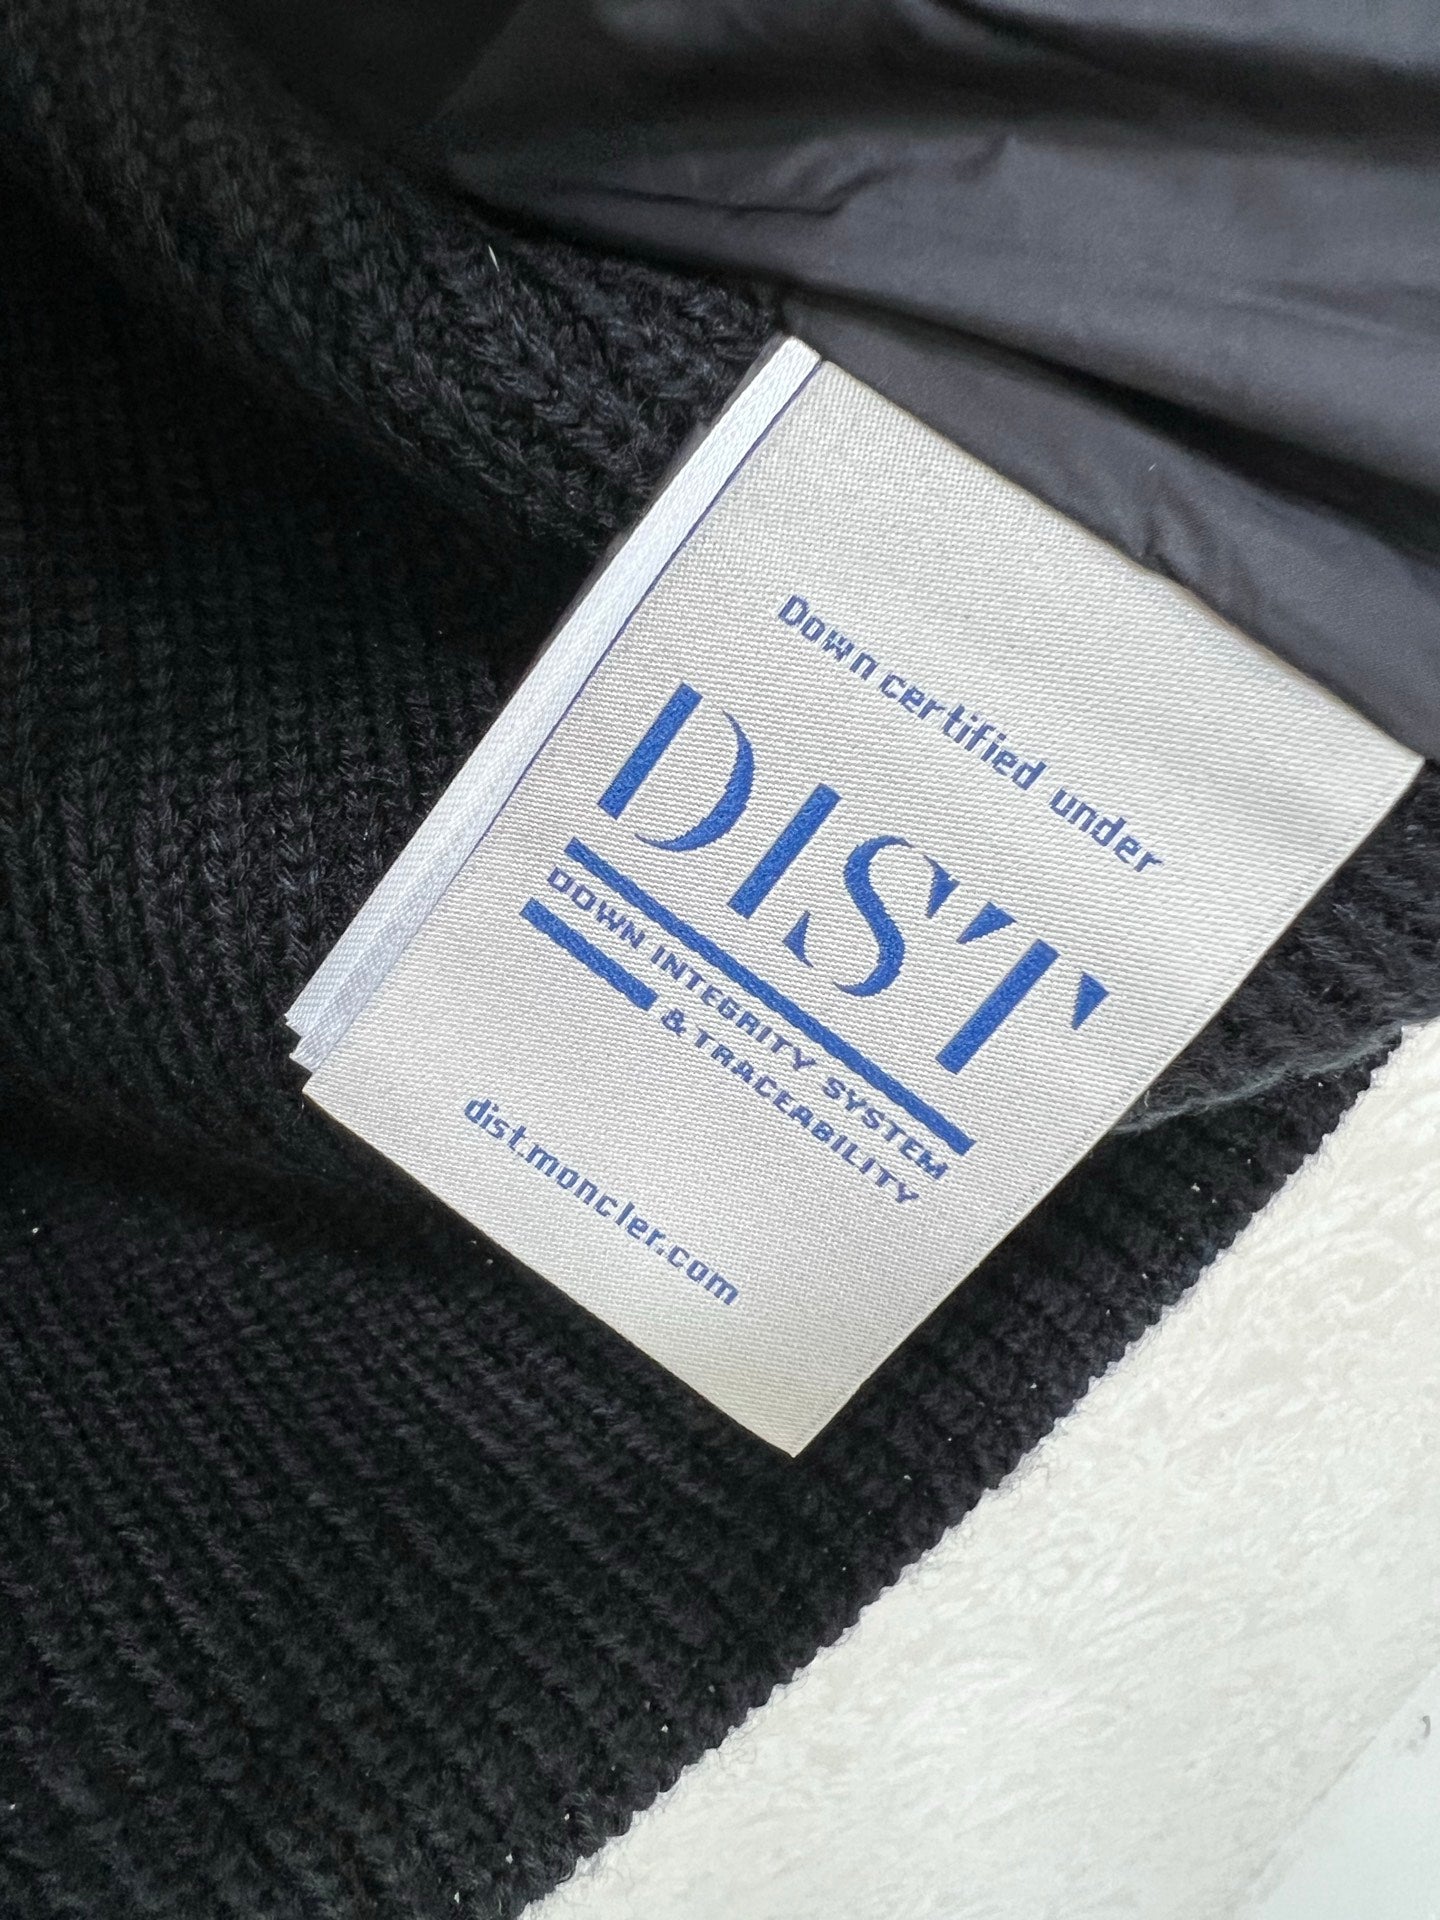 Down certified under
DIST
DOWN INTEGRITY SYSTEM
& TRACEABILITY
dist.moncler.com